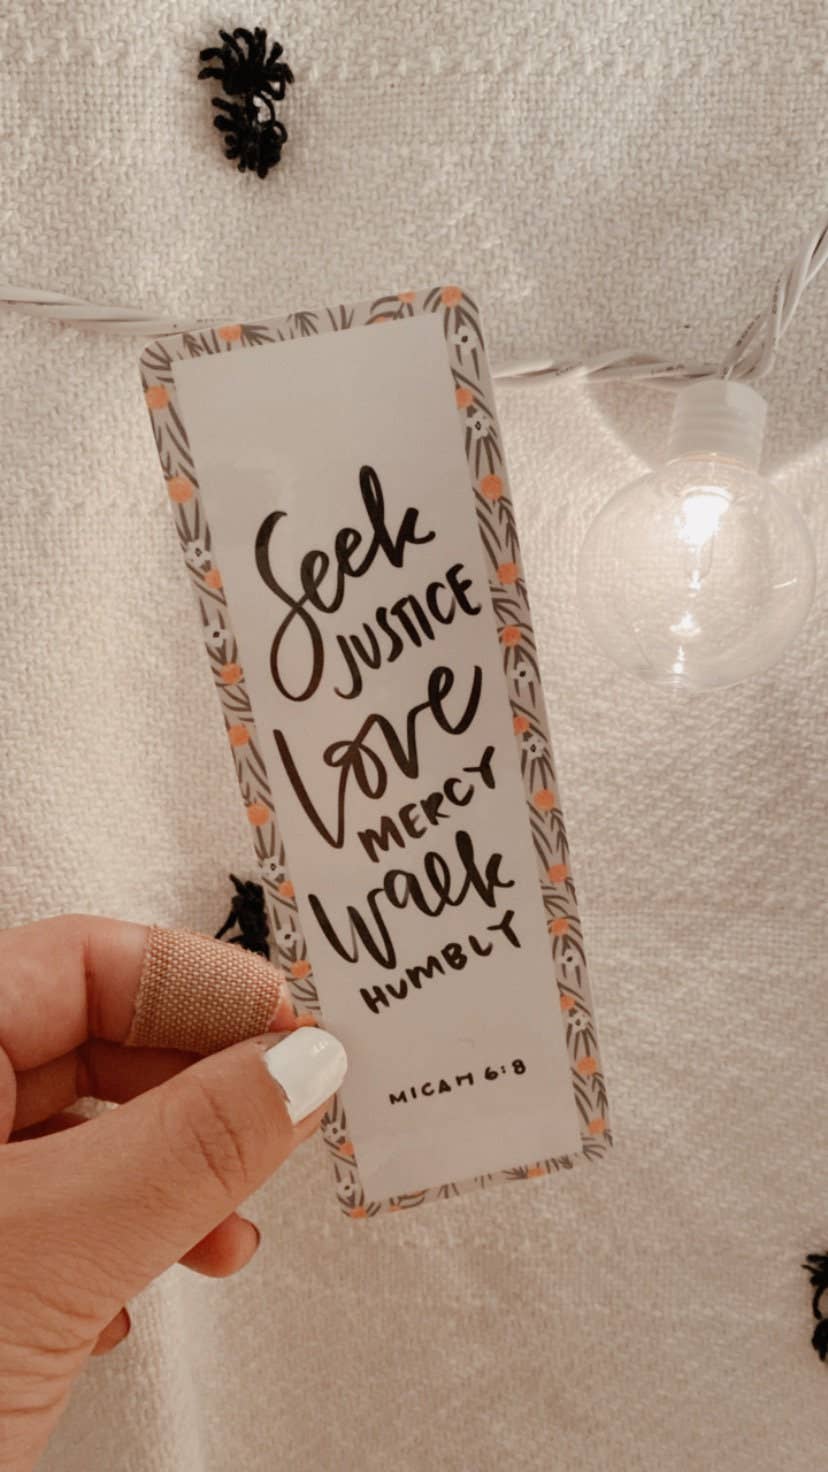 Seek
JUSTICE
Love
MERCY
Walk
HUMBLY
MICAH 6:8